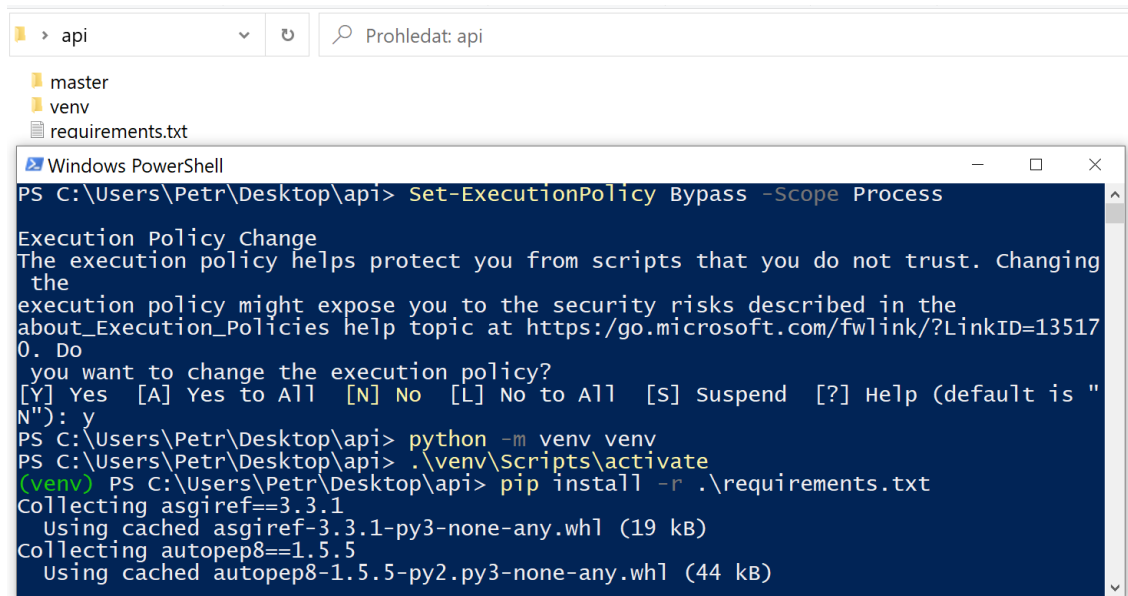 api
Prohledat: api
master
venv
requirements.txt
Windows PowerShell
PS C:\Users\Petr\Desktop\api> Set-ExecutionPolicy Bypass -Scope Process
Execution Policy Change
The execution policy helps protect you from scripts that you do not trust. Changing
 the
execution policy might expose you to the security risks described in the
about_Execution_Policies help topic at https:/go.microsoft.com/fwlink/?LinkID=13517
0. Do
 you want to change the execution policy?
[Y] Yes  [A] Yes to All  [N] No  [L] No to All  [S] Suspend  [?] Help (default is "
N"): y
PS C:\Users\Petr\Desktop\api> python -m venv venv
PS C:\Users\Petr\Desktop\api> .\venv\Scripts\activate
(venv) PS C:\Users\Petr\Desktop\api> pip install -r .\requirements.txt
Collecting asgiref==3.3.1
  Using cached asgiref-3.3.1-py3-none-any.whl (19 kB)
Collecting autopep8==1.5.5
  Using cached autopep8-1.5.5-py2.py3-none-any.whl (44 kB)